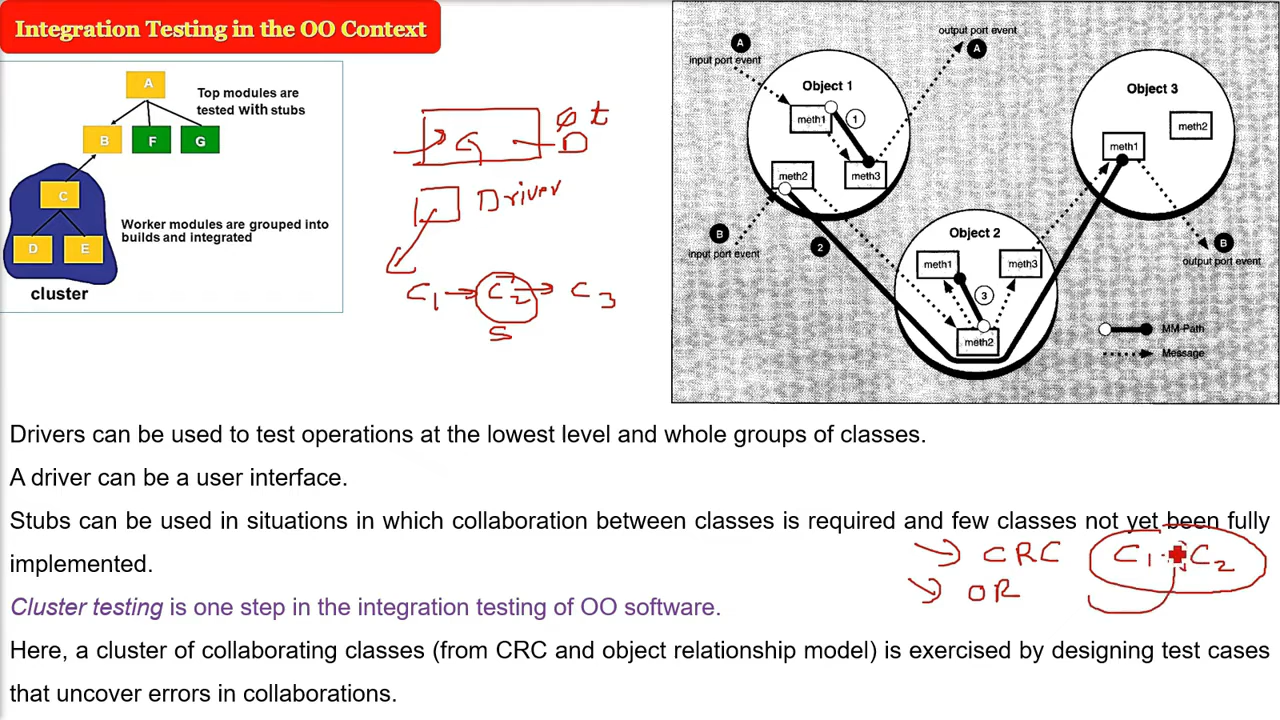 Integration Testing in the OO Context
A
Top modules are
tested with stubs
B
F
G
C
Worker modules are grouped into
builds and integrated
D
E
cluster
G
D
Driver
C1 → C2 → C3
S
A
input port event
output port event
A
Object 1
meth1
1
meth2
meth3
B
input port event
2
Object 2
meth1
meth3
3
meth2
Object 3
meth2
meth1
B
output port event
MM-Path
Message
Drivers can be used to test operations at the lowest level and whole groups of classes.
A driver can be a user interface.
Stubs can be used in situations in which collaboration between classes is required and few classes not yet been fully
implemented.
CRC
C1 C2
OR
Cluster testing is one step in the integration testing of OO software.
Here, a cluster of collaborating classes (from CRC and object relationship model) is exercised by designing test cases
that uncover errors in collaborations.